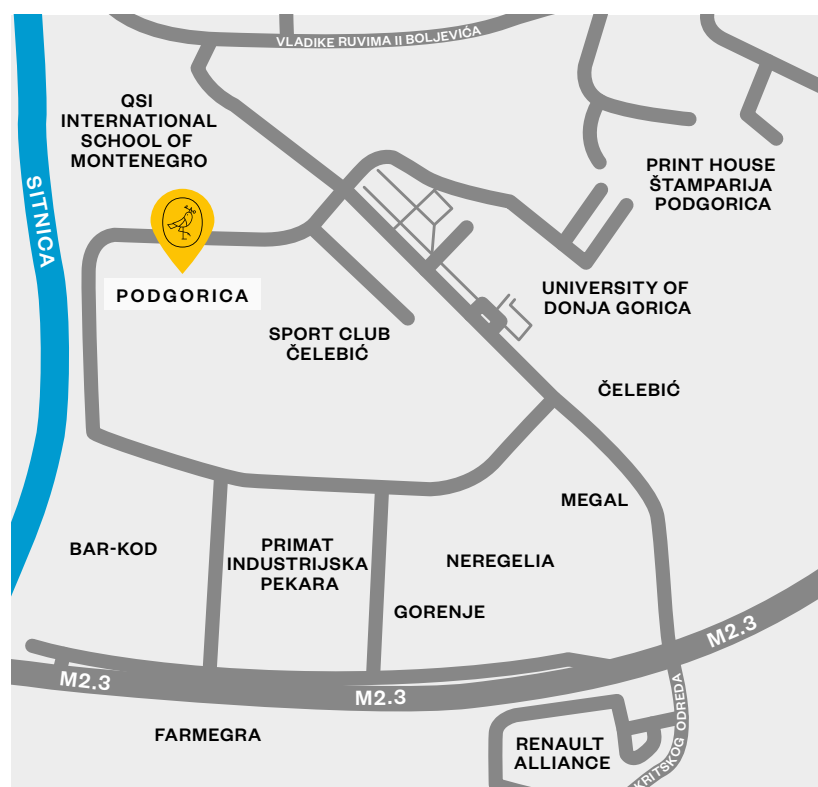 VLADIKE RUVIMA II BOLJEVIĆA
QSI
INTERNATIONAL
SCHOOL OF
MONTENEGRO
PRINT HOUSE
ŠTAMPARIJA
PODGORICA
SITNICA
PODGORICA
UNIVERSITY OF
DONJA GORICA
SPORT CLUB
ČELEBIĆ
ČELEBIĆ
MEGAL
BAR-KOD
PRIMAT
INDUSTRIJSKA
PEKARA
NEREGELIA
GORENJE
M2.3
M2.3
M2.3
KRITSKOG ODREDA
FARMEGRA
RENAULT
ALLIANCE